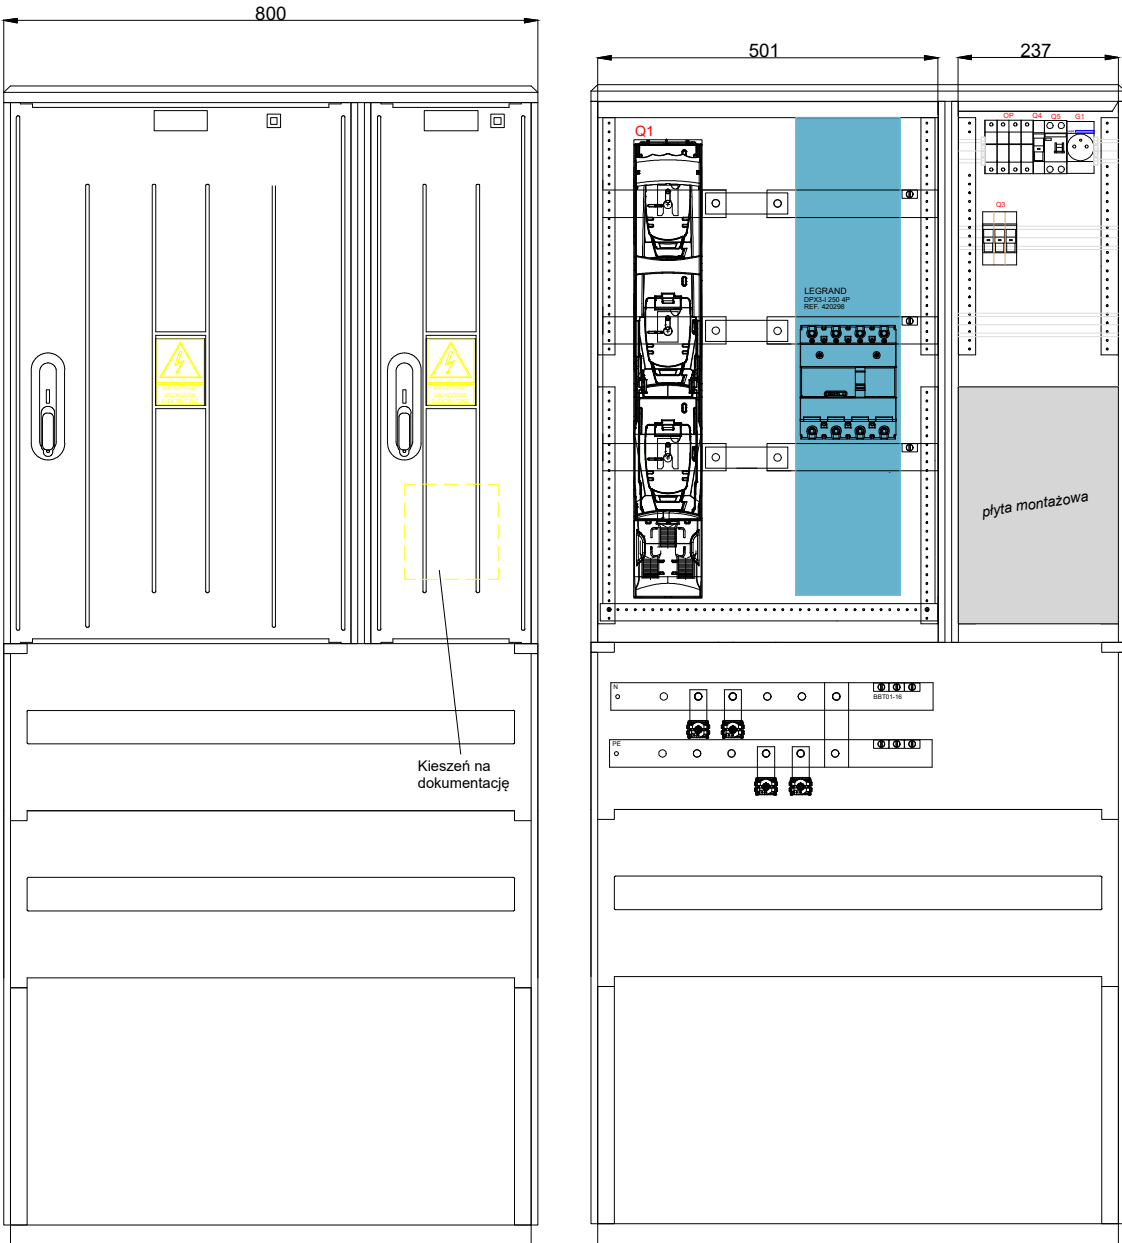 800
501
237
Q1
OP
Q4
Q5
G1
Q3
LEGRAND
DPX3-I 250 4P
REF. 420298
płyta montażowa
N
BBT01-16
PE
Kieszeń na
dokumentację